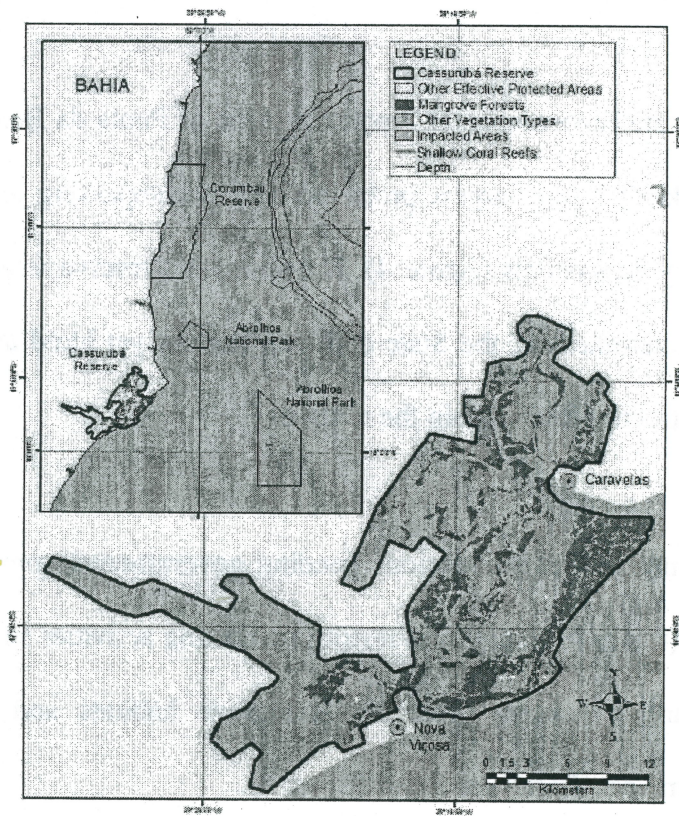 BAHIA
Corumbau
Reserve
Abrolhos
National Park
Cassurubá
Reserve
Abrolhos
National Park
LEGEND
Cassurubá Reserve
Other Effective Protected Areas
Mangrove Forests
Other Vegetation Types
Impacted Areas
Shallow Coral Reefs
Depth
Caravelas
Nova
Viçosa
W E
S
0 1.5 3 6 9 12
Kilometers